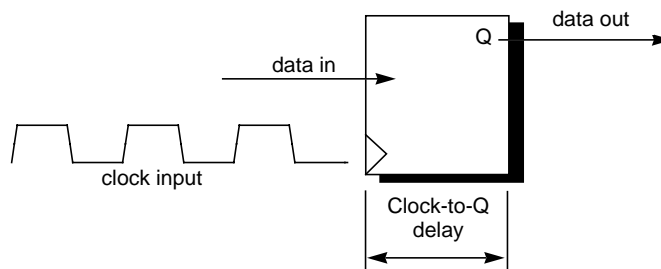 data out
Q
data in
clock input
Clock-to-Q
delay